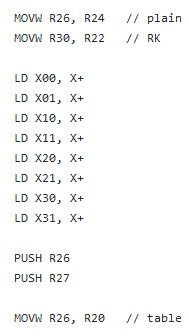 MOVW R26, R24 // plain
MOVW R30, R22 // RK
LD X00, X+
LD X01, X+
LD X10, X+
LD X11, X+
LD X20, X+
LD X21, X+
LD X30, X+
LD X31, X+
PUSH R26
PUSH R27
MOVW R26, R20 // table